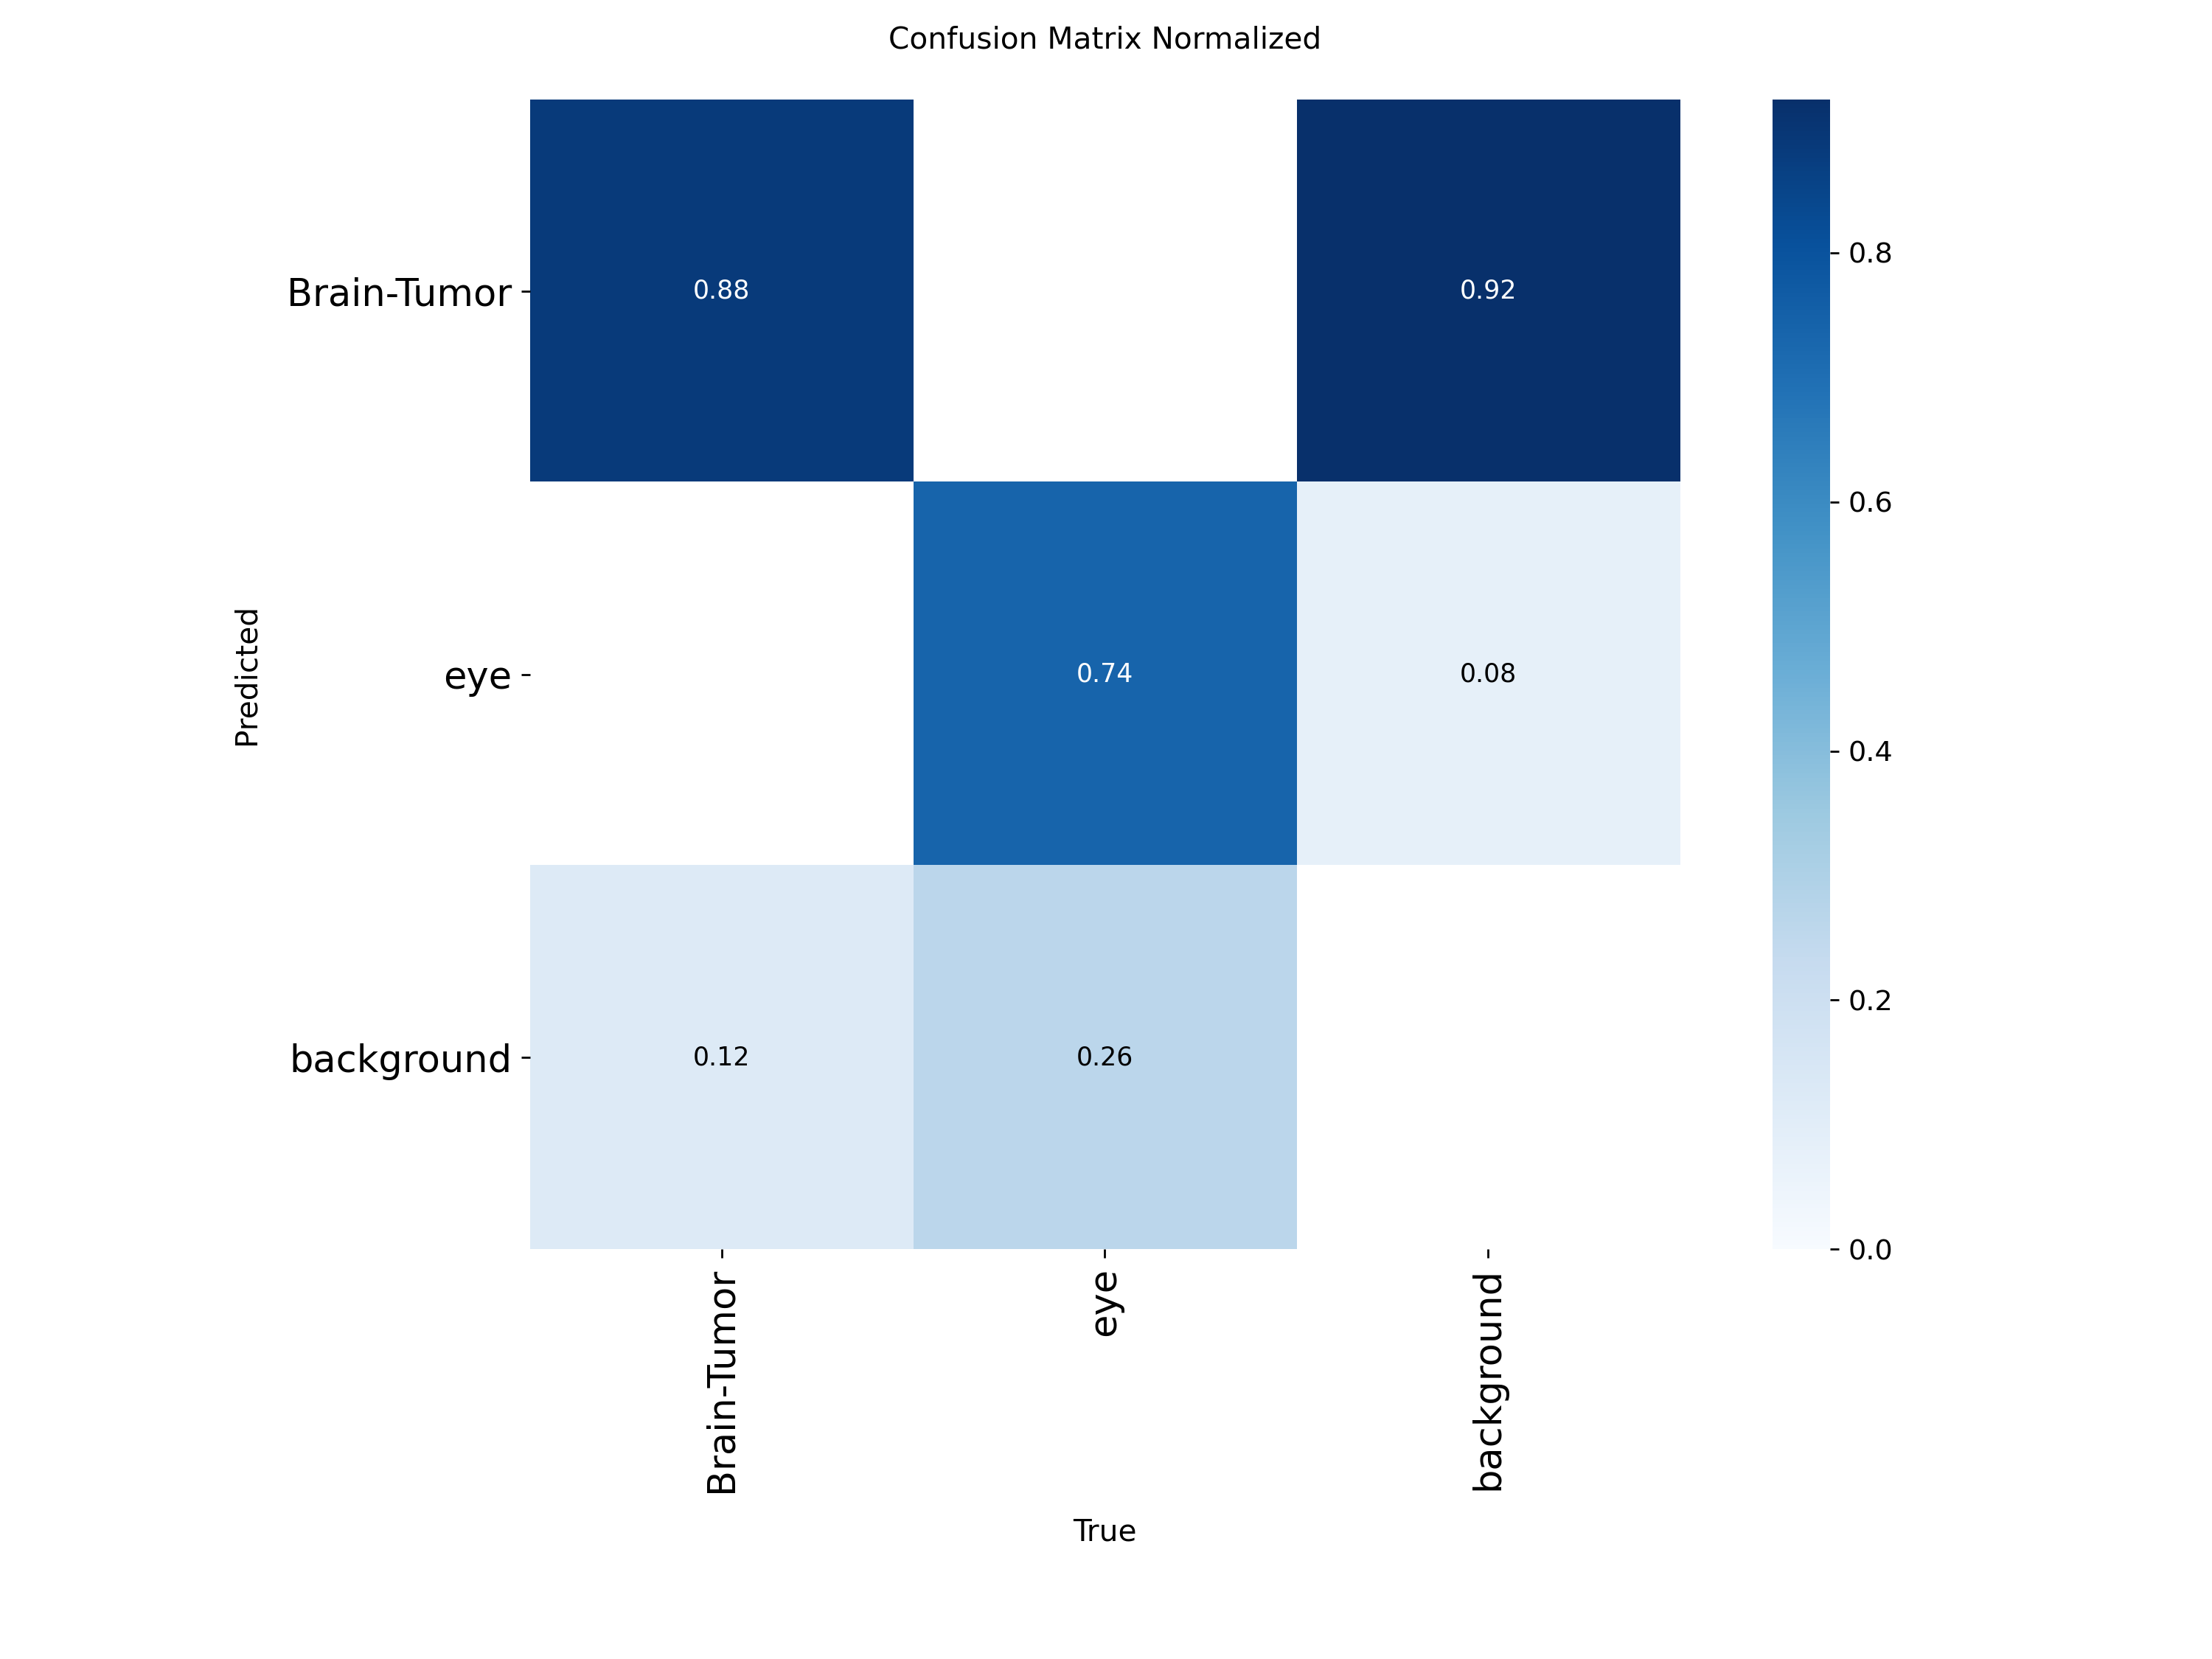 Confusion Matrix Normalized
Brain-Tumor
0.88
0.92
0.8
0.6
Predicted
eye
0.74
0.08
0.4
background
0.12
0.26
0.2
0.0
Brain-Tumor
eye
background
True